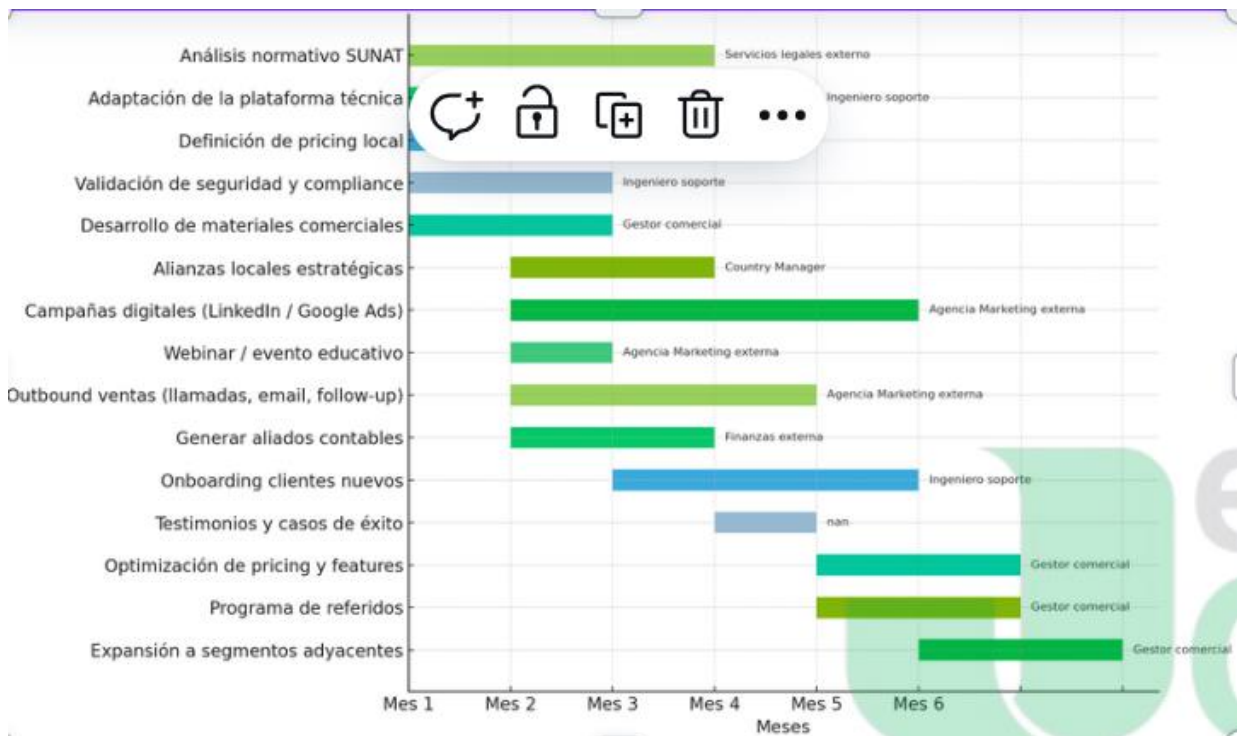 Análisis normativo SUNAT Servicios legales externo
Adaptación de la plataforma técnica Ingeniero soporte
Definición de pricing local
Validación de seguridad y compliance Ingeniero soporte
Desarrollo de materiales comerciales Gestor comercial
Alianzas locales estratégicas Country Manager
Campañas digitales (LinkedIn / Google Ads) Agencia Marketing externa
Webinar / evento educativo Agencia Marketing externa
Outbound ventas (llamadas, email, follow-up) Agencia Marketing externa
Generar aliados contables Finanzas externa
Onboarding clientes nuevos Ingeniero soporte
Testimonios y casos de éxito nan
Optimización de pricing y features Gestor comercial
Programa de referidos Gestor comercial
Expansión a segmentos adyacentes Gestor comercial
Mes 1 Mes 2 Mes 3 Mes 4 Mes 5 Mes 6
Meses